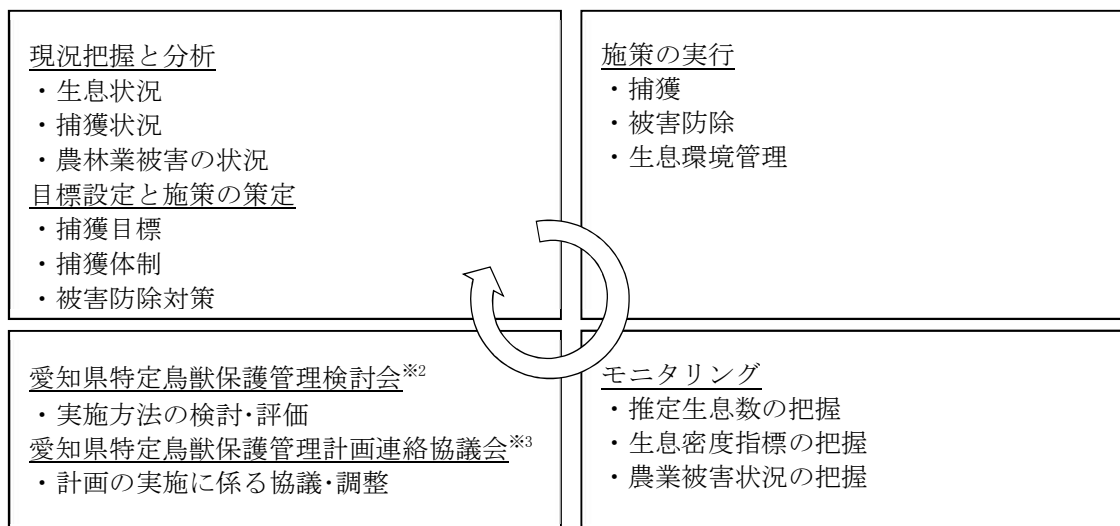 現況把握と分析
・生息状況
・捕獲状況
・農林業被害の状況
目標設定と施策の策定
・捕獲目標
・捕獲体制
・被害防除対策
施策の実行
・捕獲
・被害防除
・生息環境管理
愛知県特定鳥獣保護管理検討会※2
・実施方法の検討・評価
愛知県特定鳥獣保護管理計画連絡協議会※3
・計画の実施に係る協議・調整
モニタリング
・推定生息数の把握
・生息密度指標の把握
・農業被害状況の把握